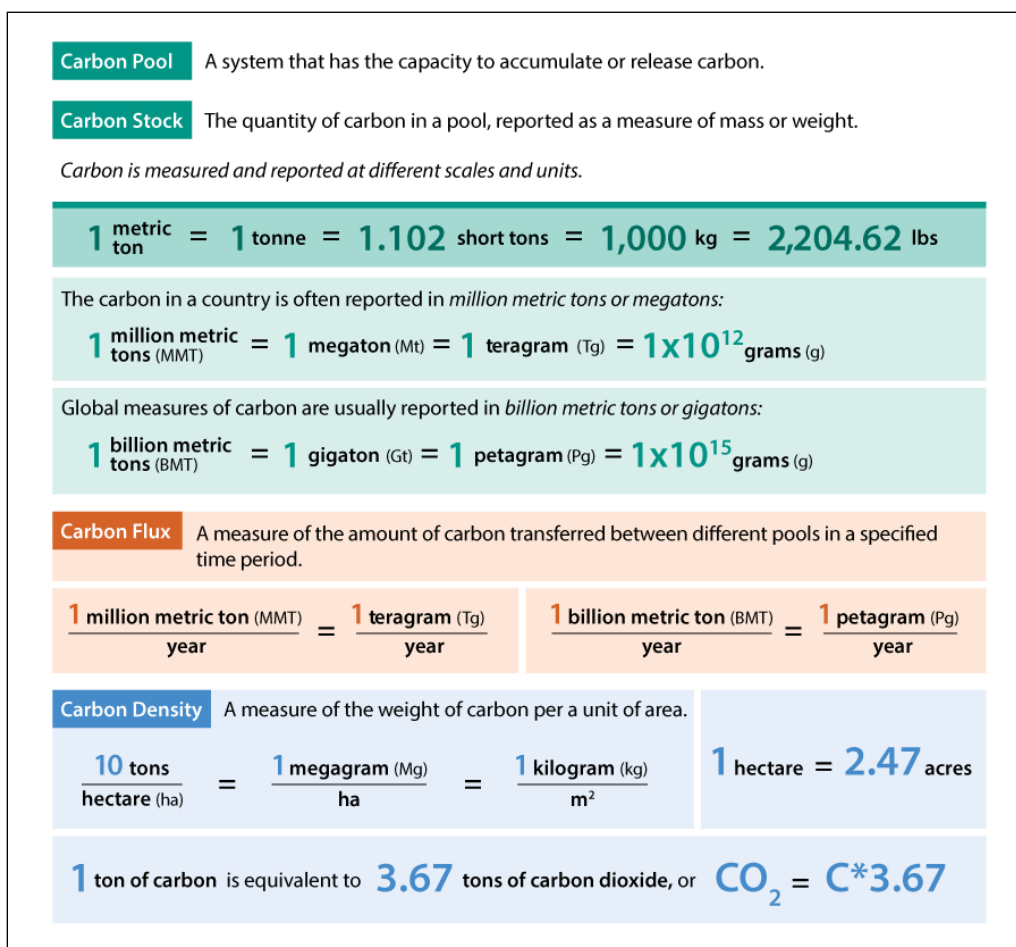 Carbon Pool A system that has the capacity to accumulate or release carbon.
Carbon Stock The quantity of carbon in a pool, reported as a measure of mass or weight.
Carbon is measured and reported at different scales and units.
1 metric ton = 1 tonne = 1.102 short tons = 1,000 kg = 2,204.62 lbs
The carbon in a country is often reported in million metric tons or megatons:
1 million metric tons (MMT) = 1 megaton (Mt) = 1 teragram (Tg) = 1x10¹² grams (g)
Global measures of carbon are usually reported in billion metric tons or gigatons:
1 billion metric tons (BMT) = 1 gigaton (Gt) = 1 petagram (Pg) = 1x10¹⁵ grams (g)
Carbon Flux A measure of the amount of carbon transferred between different pools in a specified
time period.
1 million metric ton (MMT) = 1 teragram (Tg)
year year
1 billion metric ton (BMT) = 1 petagram (Pg)
year year
Carbon Density A measure of the weight of carbon per a unit of area.
10 tons = 1 megagram (Mg) = 1 kilogram (kg)
hectare (ha) ha m²
1 hectare = 2.47 acres
1 ton of carbon is equivalent to 3.67 tons of carbon dioxide, or CO₂ = C*3.67